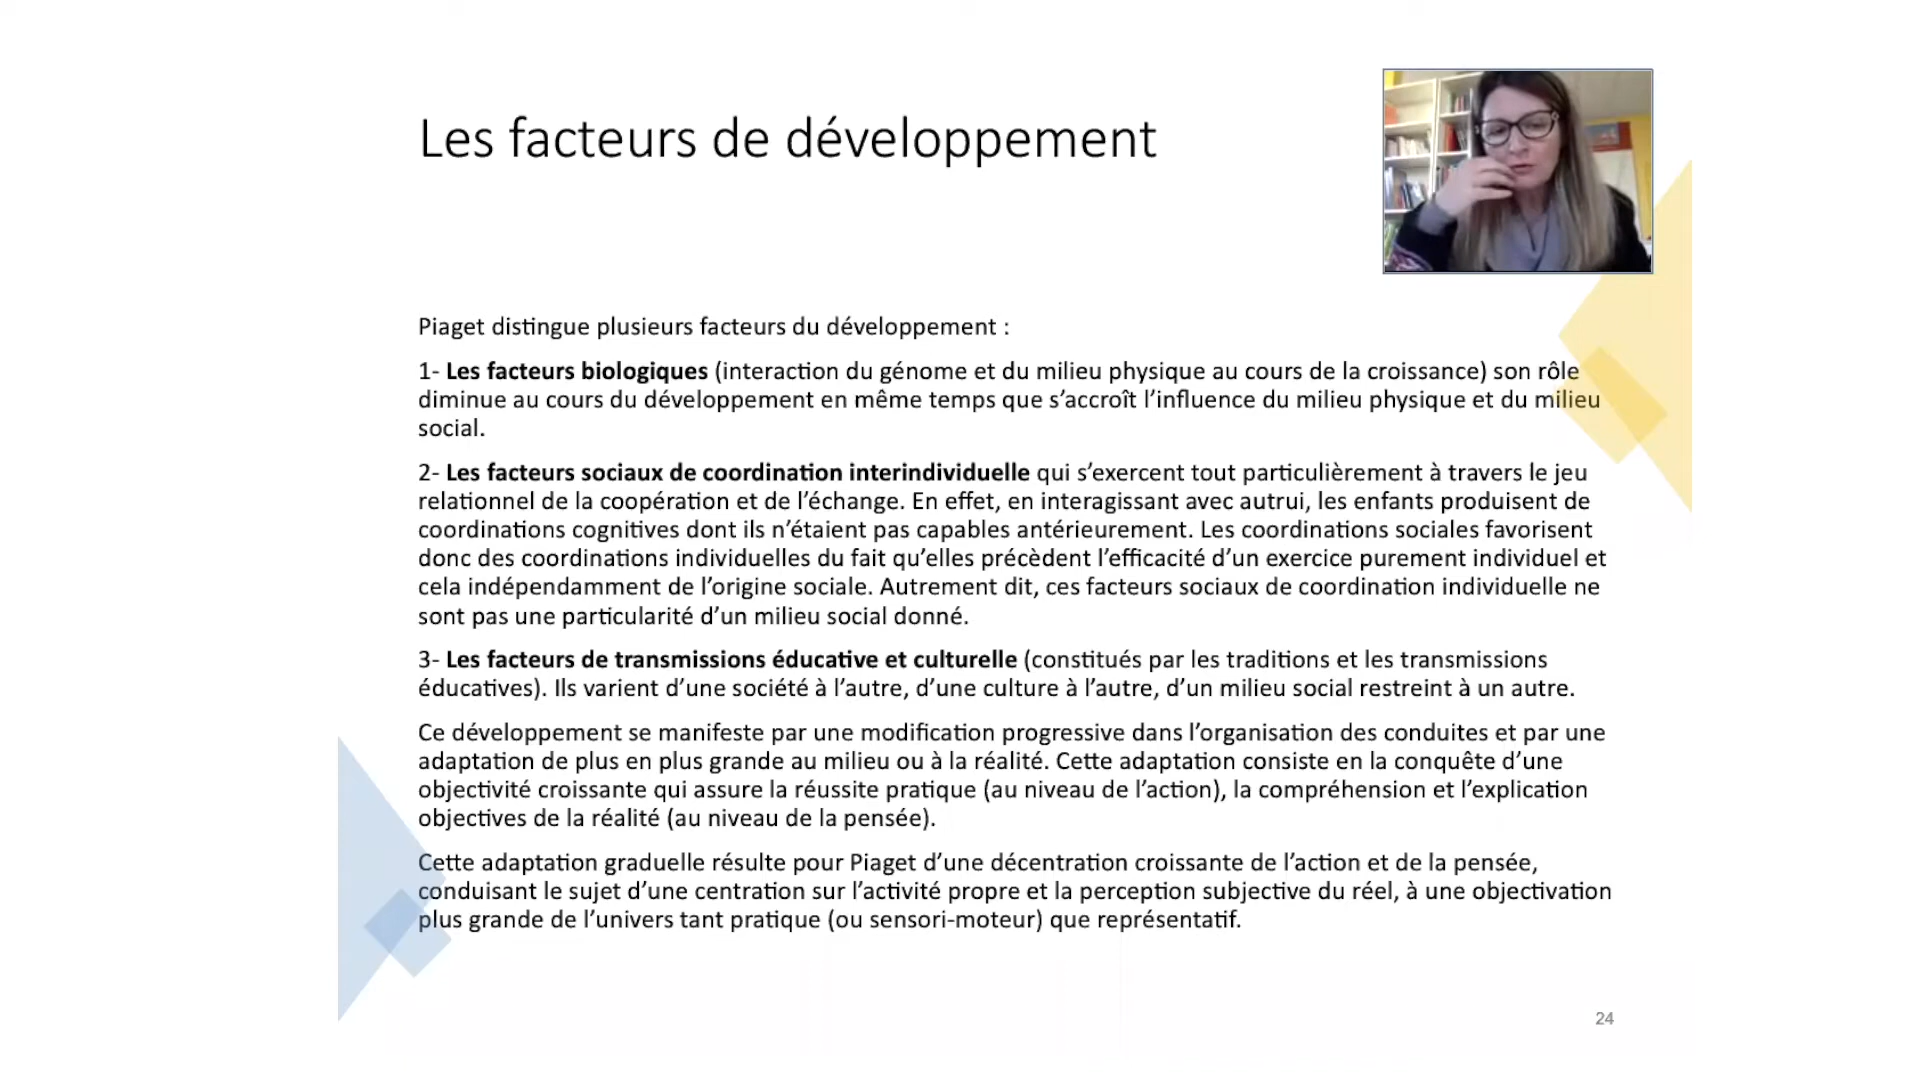 Les facteurs de développement
Piaget distingue plusieurs facteurs du développement :
1- Les facteurs biologiques (interaction du génome et du milieu physique au cours de la croissance) son rôle
diminue au cours du développement en même temps que s’accroît l’influence du milieu physique et du milieu
social.
2- Les facteurs sociaux de coordination interindividuelle qui s’exercent tout particulièrement à travers le jeu
relationnel de la coopération et de l’échange. En effet, en interagissant avec autrui, les enfants produisent de
coordinations cognitives dont ils n’étaient pas capables antérieurement. Les coordinations sociales favorisent
donc des coordinations individuelles du fait qu’elles précèdent l’efficacité d’un exercice purement individuel et
cela indépendamment de l’origine sociale. Autrement dit, ces facteurs sociaux de coordination individuelle ne
sont pas une particularité d’un milieu social donné.
3- Les facteurs de transmissions éducative et culturelle (constitués par les traditions et les transmissions
éducatives). Ils varient d’une société à l’autre, d’une culture à l’autre, d’un milieu social restreint à un autre.
Ce développement se manifeste par une modification progressive dans l’organisation des conduites et par une
adaptation de plus en plus grande au milieu ou à la réalité. Cette adaptation consiste en la conquête d’une
objectivité croissante qui assure la réussite pratique (au niveau de l’action), la compréhension et l’explication
objectives de la réalité (au niveau de la pensée).
Cette adaptation graduelle résulte pour Piaget d’une décentration croissante de l’action et de la pensée,
conduisant le sujet d’une centration sur l’activité propre et la perception subjective du réel, à une objectivation
plus grande de l’univers tant pratique (ou sensori-moteur) que représentatif.
24